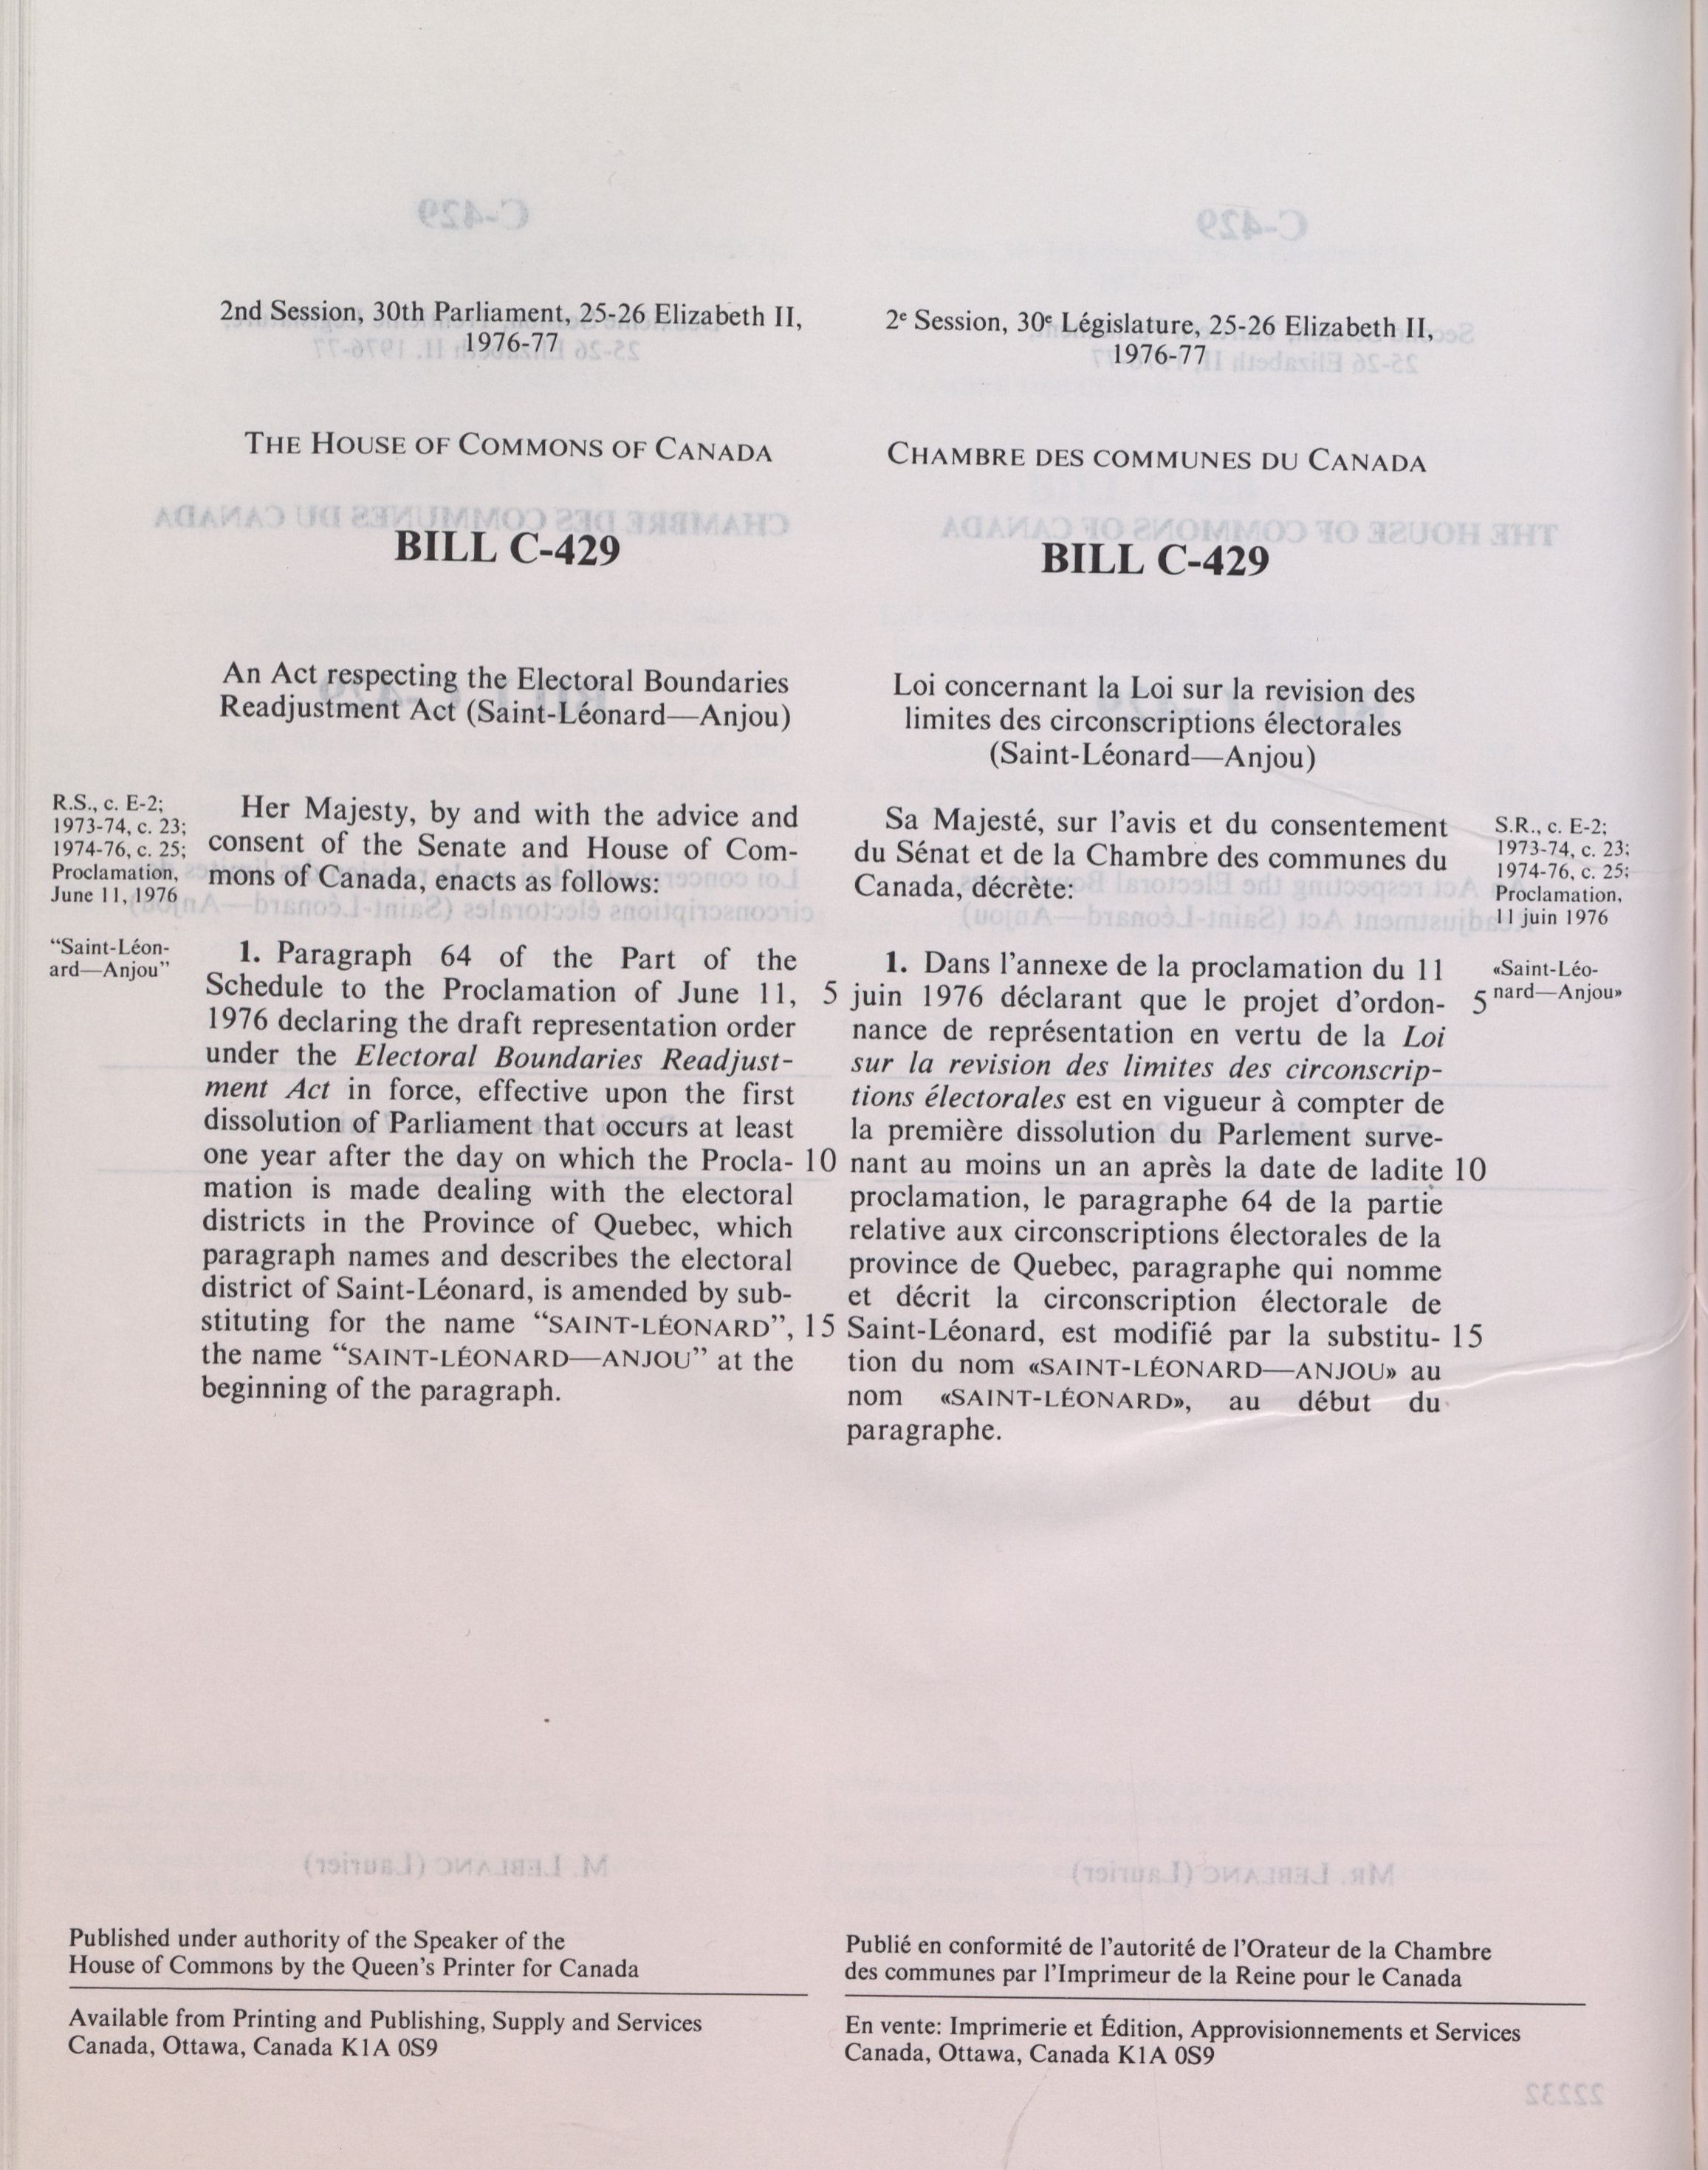 2nd Session, 30th Parliament, 25-26 Elizabeth II,
1976-77
THE HOUSE OF COMMONS OF CANADA
BILL C-429
An Act respecting the Electoral Boundaries
Readjustment Act (Saint-Léonard—Anjou)
R.S., c. E-2;
1973-74, c. 23;
1974-76, c. 25;
Proclamation,
June 11, 1976
Her Majesty, by and with the advice and
consent of the Senate and House of Com-
mons of Canada, enacts as follows:
“Saint-Léon-
ard—Anjou”
1. Paragraph 64 of the Part of the
Schedule to the Proclamation of June 11, 5
1976 declaring the draft representation order
under the Electoral Boundaries Readjust-
ment Act in force, effective upon the first
dissolution of Parliament that occurs at least
one year after the day on which the Procla- 10
mation is made dealing with the electoral
districts in the Province of Quebec, which
paragraph names and describes the electoral
district of Saint-Léonard, is amended by sub-
stituting for the name “SAINT-LÉONARD”, 15
the name “SAINT-LÉONARD—ANJOU” at the
beginning of the paragraph.
Published under authority of the Speaker of the
House of Commons by the Queen's Printer for Canada
Available from Printing and Publishing, Supply and Services
Canada, Ottawa, Canada K1A 0S9
2e Session, 30e Législature, 25-26 Elizabeth II,
1976-77
CHAMBRE DES COMMUNES DU CANADA
BILL C-429
Loi concernant la Loi sur la revision des
limites des circonscriptions électorales
(Saint-Léonard—Anjou)
Sa Majesté, sur l'avis et du consentement
du Sénat et de la Chambre des communes du
Canada, décrète:
S.R., c. E-2;
1973-74, c. 23;
1974-76, c. 25;
Proclamation,
11 juin 1976
1. Dans l'annexe de la proclamation du 11
juin 1976 déclarant que le projet d'ordon- 5
nance de représentation en vertu de la Loi
sur la revision des limites des circonscrip-
tions électorales est en vigueur à compter de
la première dissolution du Parlement surve-
nant au moins un an après la date de ladite 10
proclamation, le paragraphe 64 de la partie
relative aux circonscriptions électorales de la
province de Quebec, paragraphe qui nomme
et décrit la circonscription électorale de
Saint-Léonard, est modifié par la substitu- 15
tion du nom «SAINT-LÉONARD—ANJOU» au
nom «SAINT-LÉONARD», au début du
paragraphe.
«Saint-Léo-
nard—Anjou»
Publié en conformité de l'autorité de l'Orateur de la Chambre
des communes par l'Imprimeur de la Reine pour le Canada
En vente: Imprimerie et Édition, Approvisionnements et Services
Canada, Ottawa, Canada K1A 0S9